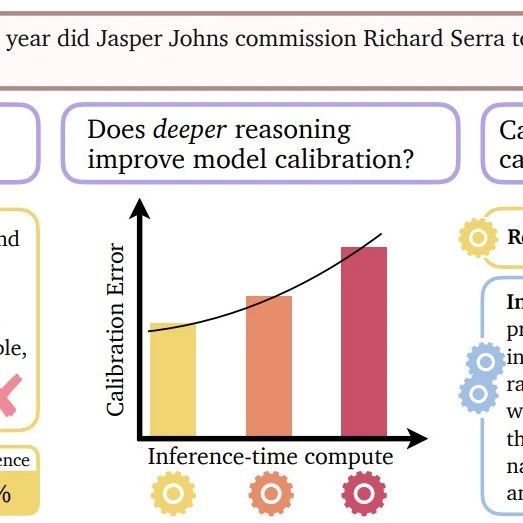 year did Jasper Johns commission Richard Serra to
Does deeper reasoning
improve model calibration?
Ca
ca
nd
ple,
ence
%
Calibration Error
Inference-time compute
Re
In
pr
in
ra
w
th
na
an